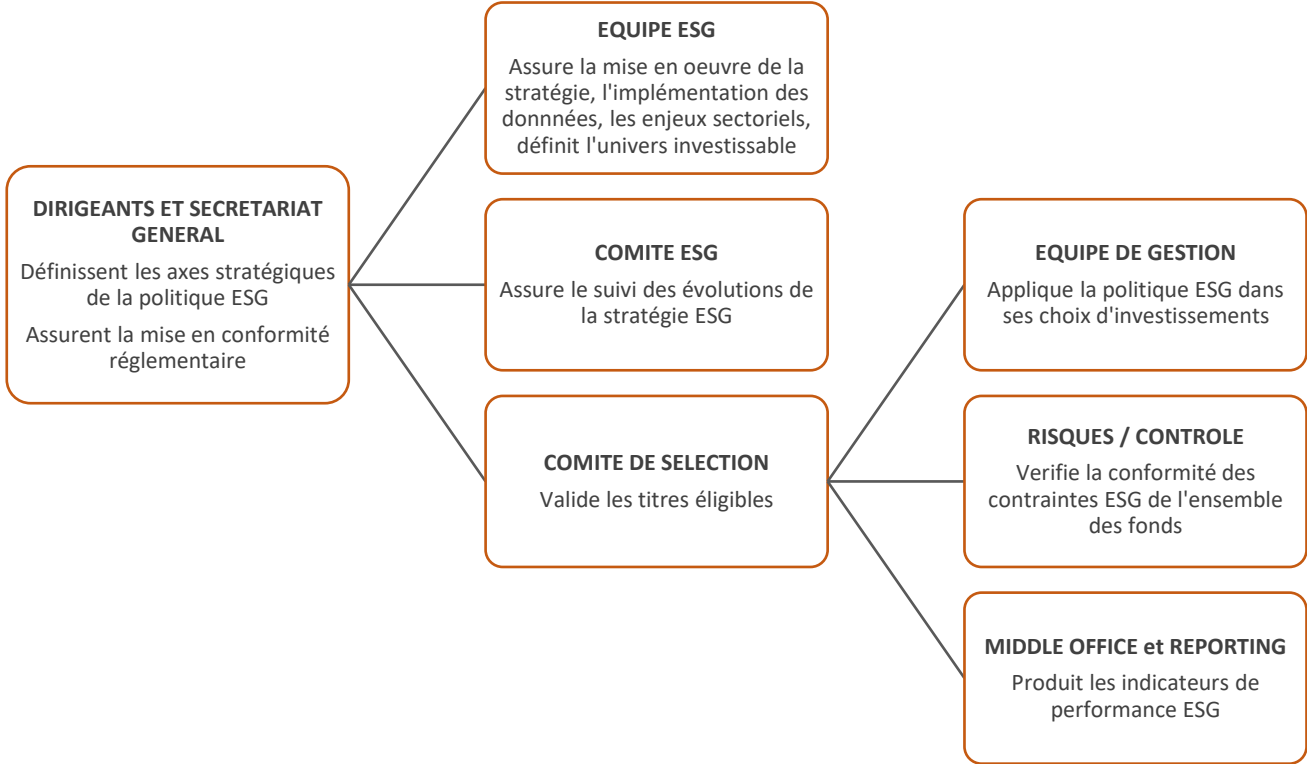 DIRIGEANTS ET SECRETARIAT
GENERAL
Définissent les axes stratégiques
de la politique ESG
Assurent la mise en conformité
réglementaire
EQUIPE ESG
Assure la mise en oeuvre de la
stratégie, l'implémentation des
donnnées, les enjeux sectoriels,
définit l'univers investissable
COMITE ESG
Assure le suivi des évolutions de
la stratégie ESG
COMITE DE SELECTION
Valide les titres éligibles
EQUIPE DE GESTION
Applique la politique ESG dans
ses choix d'investissements
RISQUES / CONTROLE
Verifie la conformité des
contraintes ESG de l'ensemble
des fonds
MIDDLE OFFICE et REPORTING
Produit les indicateurs de
performance ESG